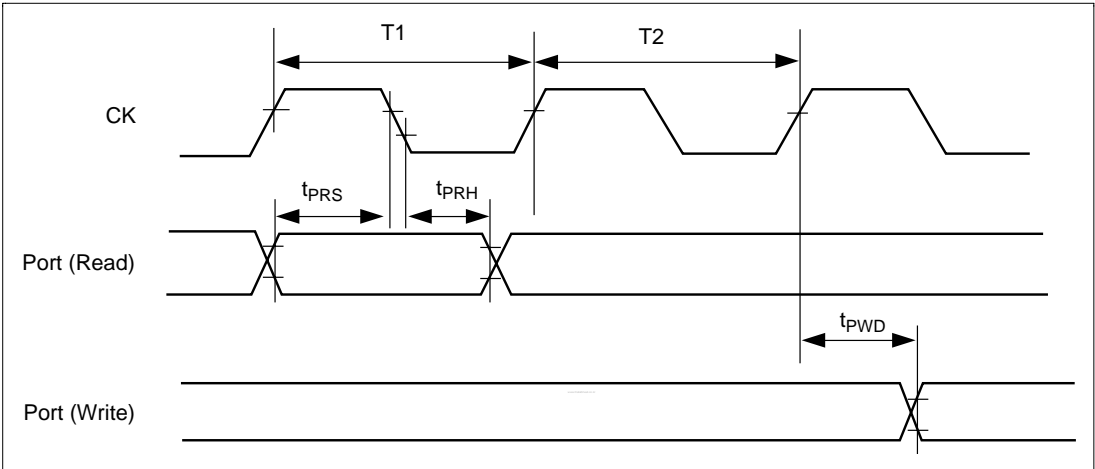 T1
T2
CK
tPRS
tPRH
Port (Read)
tPWD
Port (Write)